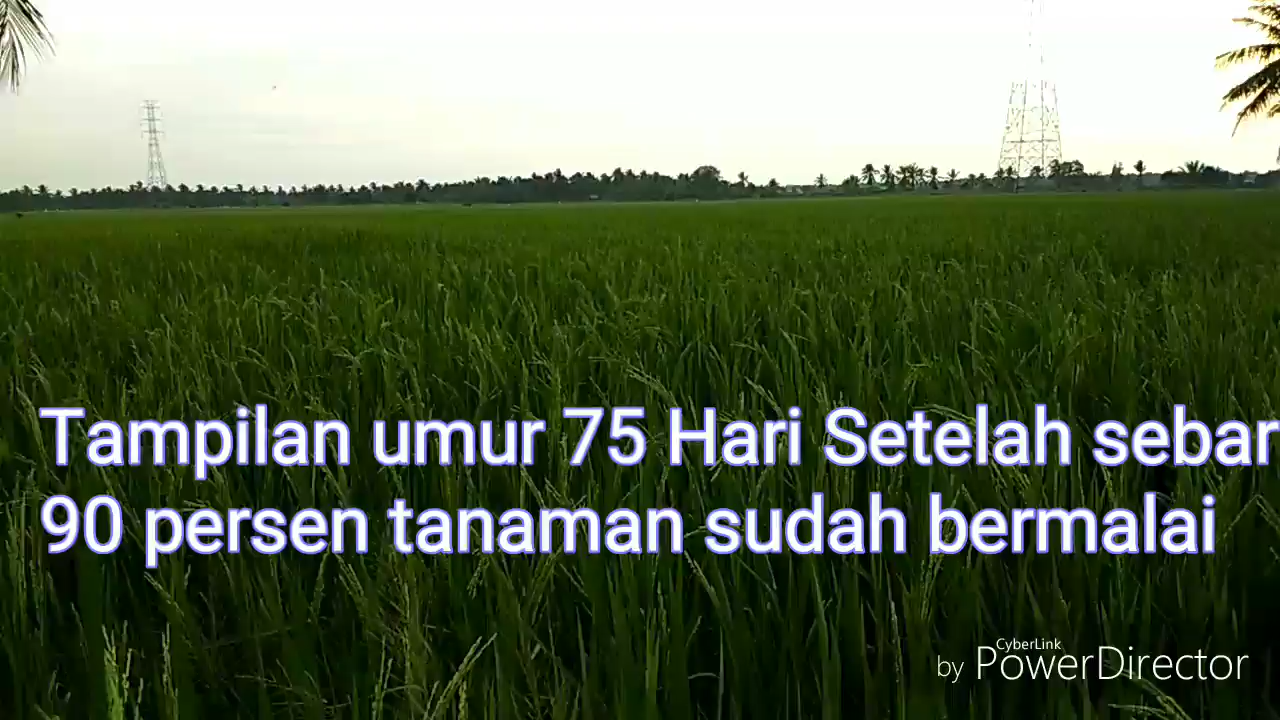 Tampilan umur 75 Hari Setelah sebar
90 persen tanaman sudah bermalai
CyberLink
by PowerDirector